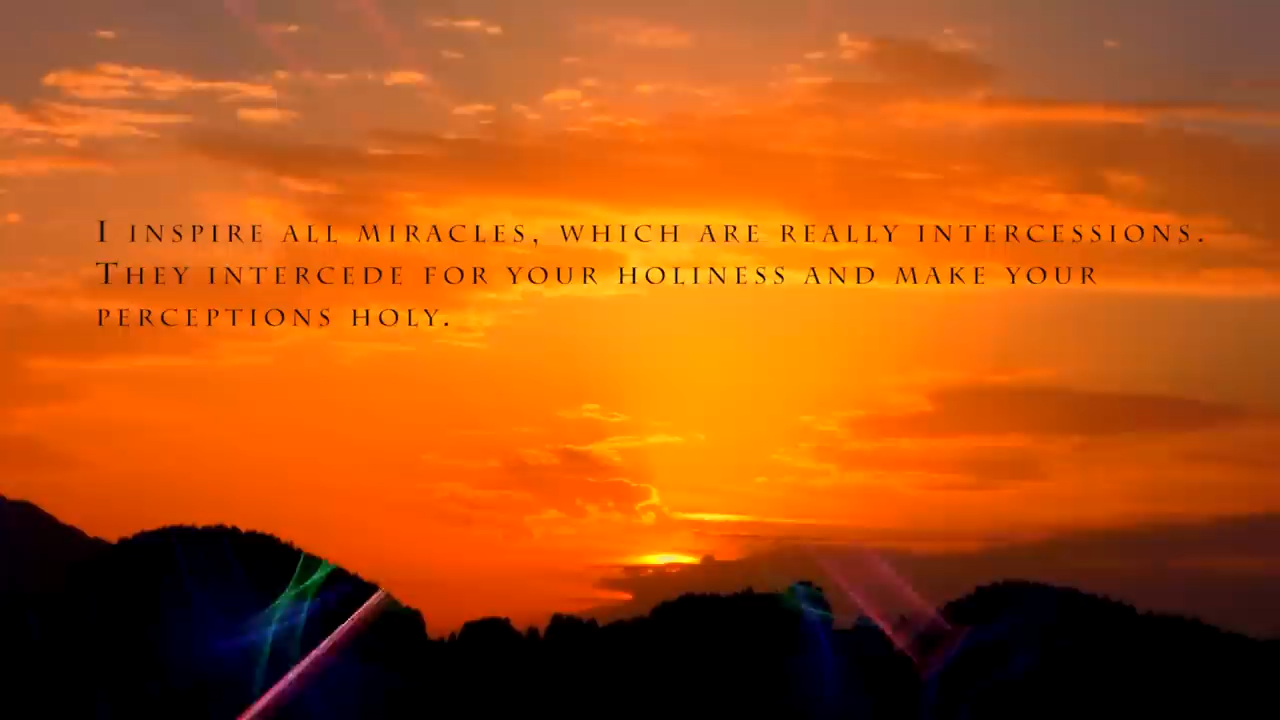 I inspire all miracles, which are really intercessions.
They intercede for your holiness and make your
perceptions holy.